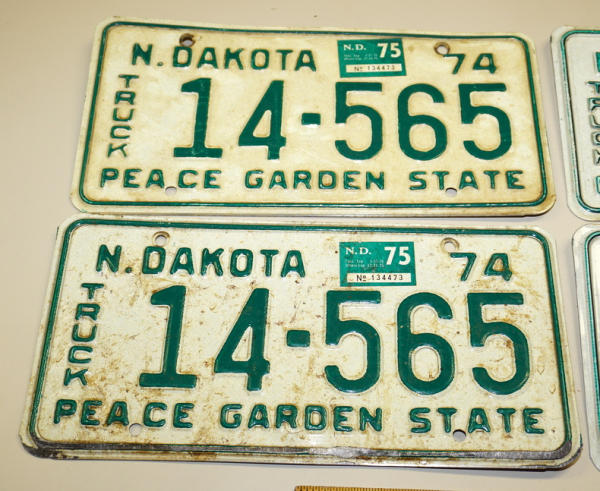 N. DAKOTA N.D. 75 74
№ 134473
TRUCK
14-565
PEACE GARDEN STATE
N. DAKOTA N.D. 75 74
№ 134473
TRUCK
14-565
PEACE GARDEN STATE